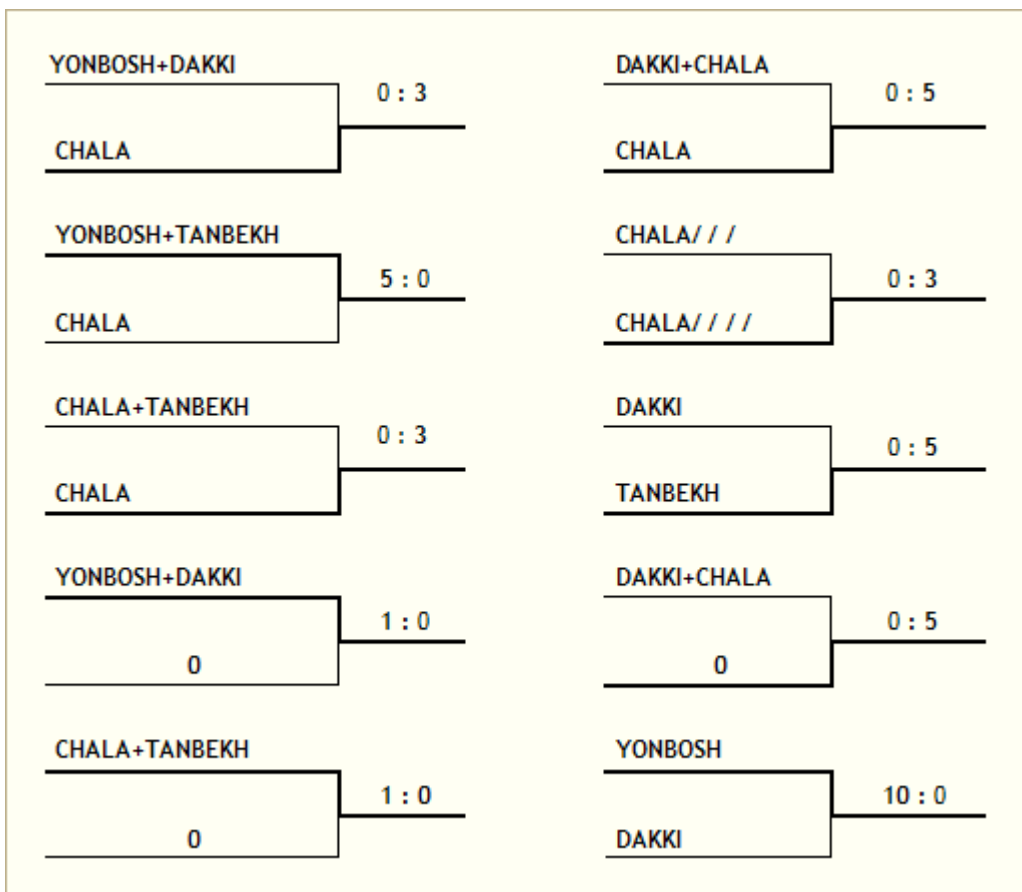 YONBOSH+DAKKI
0 : 3
CHALA
YONBOSH+TANBEKH
5 : 0
CHALA
CHALA+TANBEKH
0 : 3
CHALA
YONBOSH+DAKKI
1 : 0
0
CHALA+TANBEKH
1 : 0
0
DAKKI+CHALA
0 : 5
CHALA
CHALA/ / /
0 : 3
CHALA/ / / /
DAKKI
0 : 5
TANBEKH
DAKKI+CHALA
0 : 5
0
YONBOSH
10 : 0
DAKKI